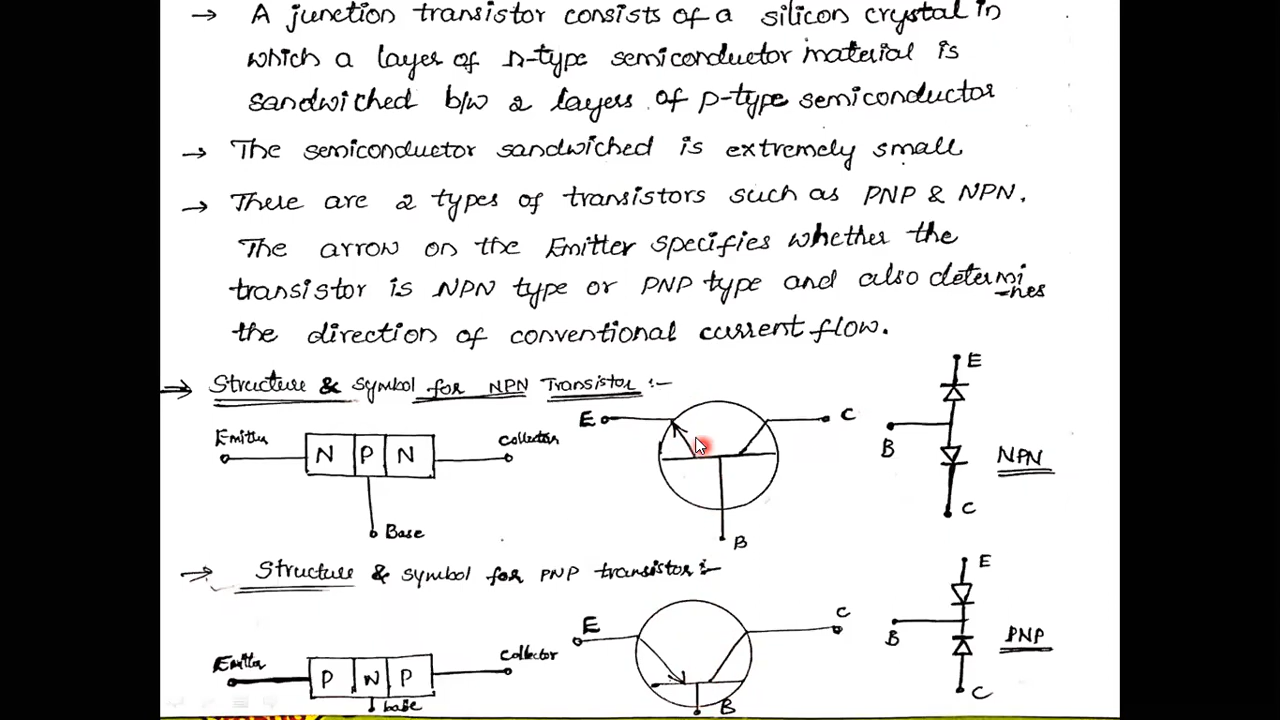 → A junction transistor consists of a silicon crystal in
which a layer of n-type semiconductor material is
sandwiched b/w 2 layers of p-type semiconductor
→ The semiconductor sandwiched is extremely small
→ There are 2 types of transistors such as PNP & NPN.
The arrow on the Emitter specifies whether the
transistor is NPN type or PNP type and also determi
-nes
the direction of conventional current flow.
⇒ Structure & Symbol for NPN Transistor :-
Emitter N P N Collector
Base
E C
B
E
B
C
NPN
⇒ Structure & symbol for PNP transistor :-
Emitter P N P Collector
base
E C
B
E
B
C
PNP